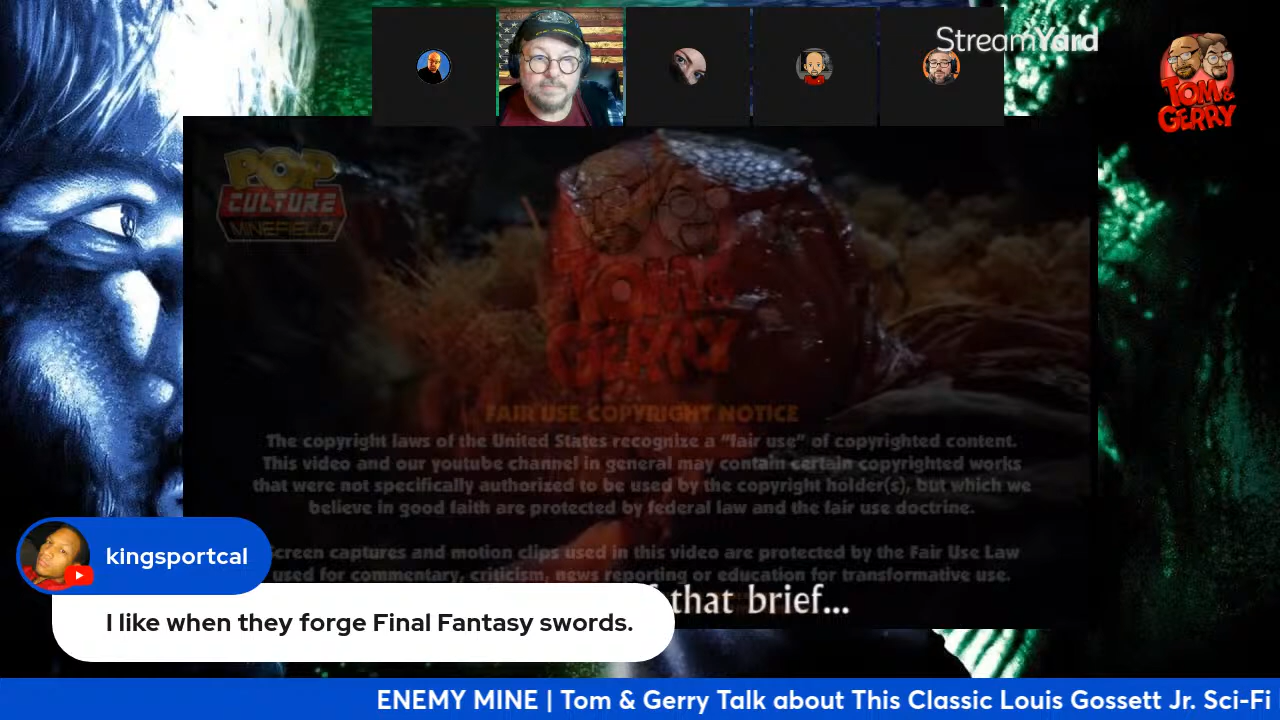 StreamYard
TOM &
GERRY
POP
CULTURE
MINEFIELD
TOM &
GERRY
FAIR USE COPYRIGHT NOTICE
The copyright laws of the United States recognize a “fair use” of copyrighted content.
This video and our youtube channel in general may contain certain copyrighted works
that were not specifically authorized to be used by the copyright holder(s), but which we
believe in good faith are protected by federal law and the fair use doctrine.
Screen captures and motion clips used in this video are protected by the Fair Use Law
used for commentary, criticism, news reporting or education for transformative use.
that brief...
kingsportcal
I like when they forge Final Fantasy swords.
ENEMY MINE | Tom & Gerry Talk about This Classic Louis Gossett Jr. Sci-Fi